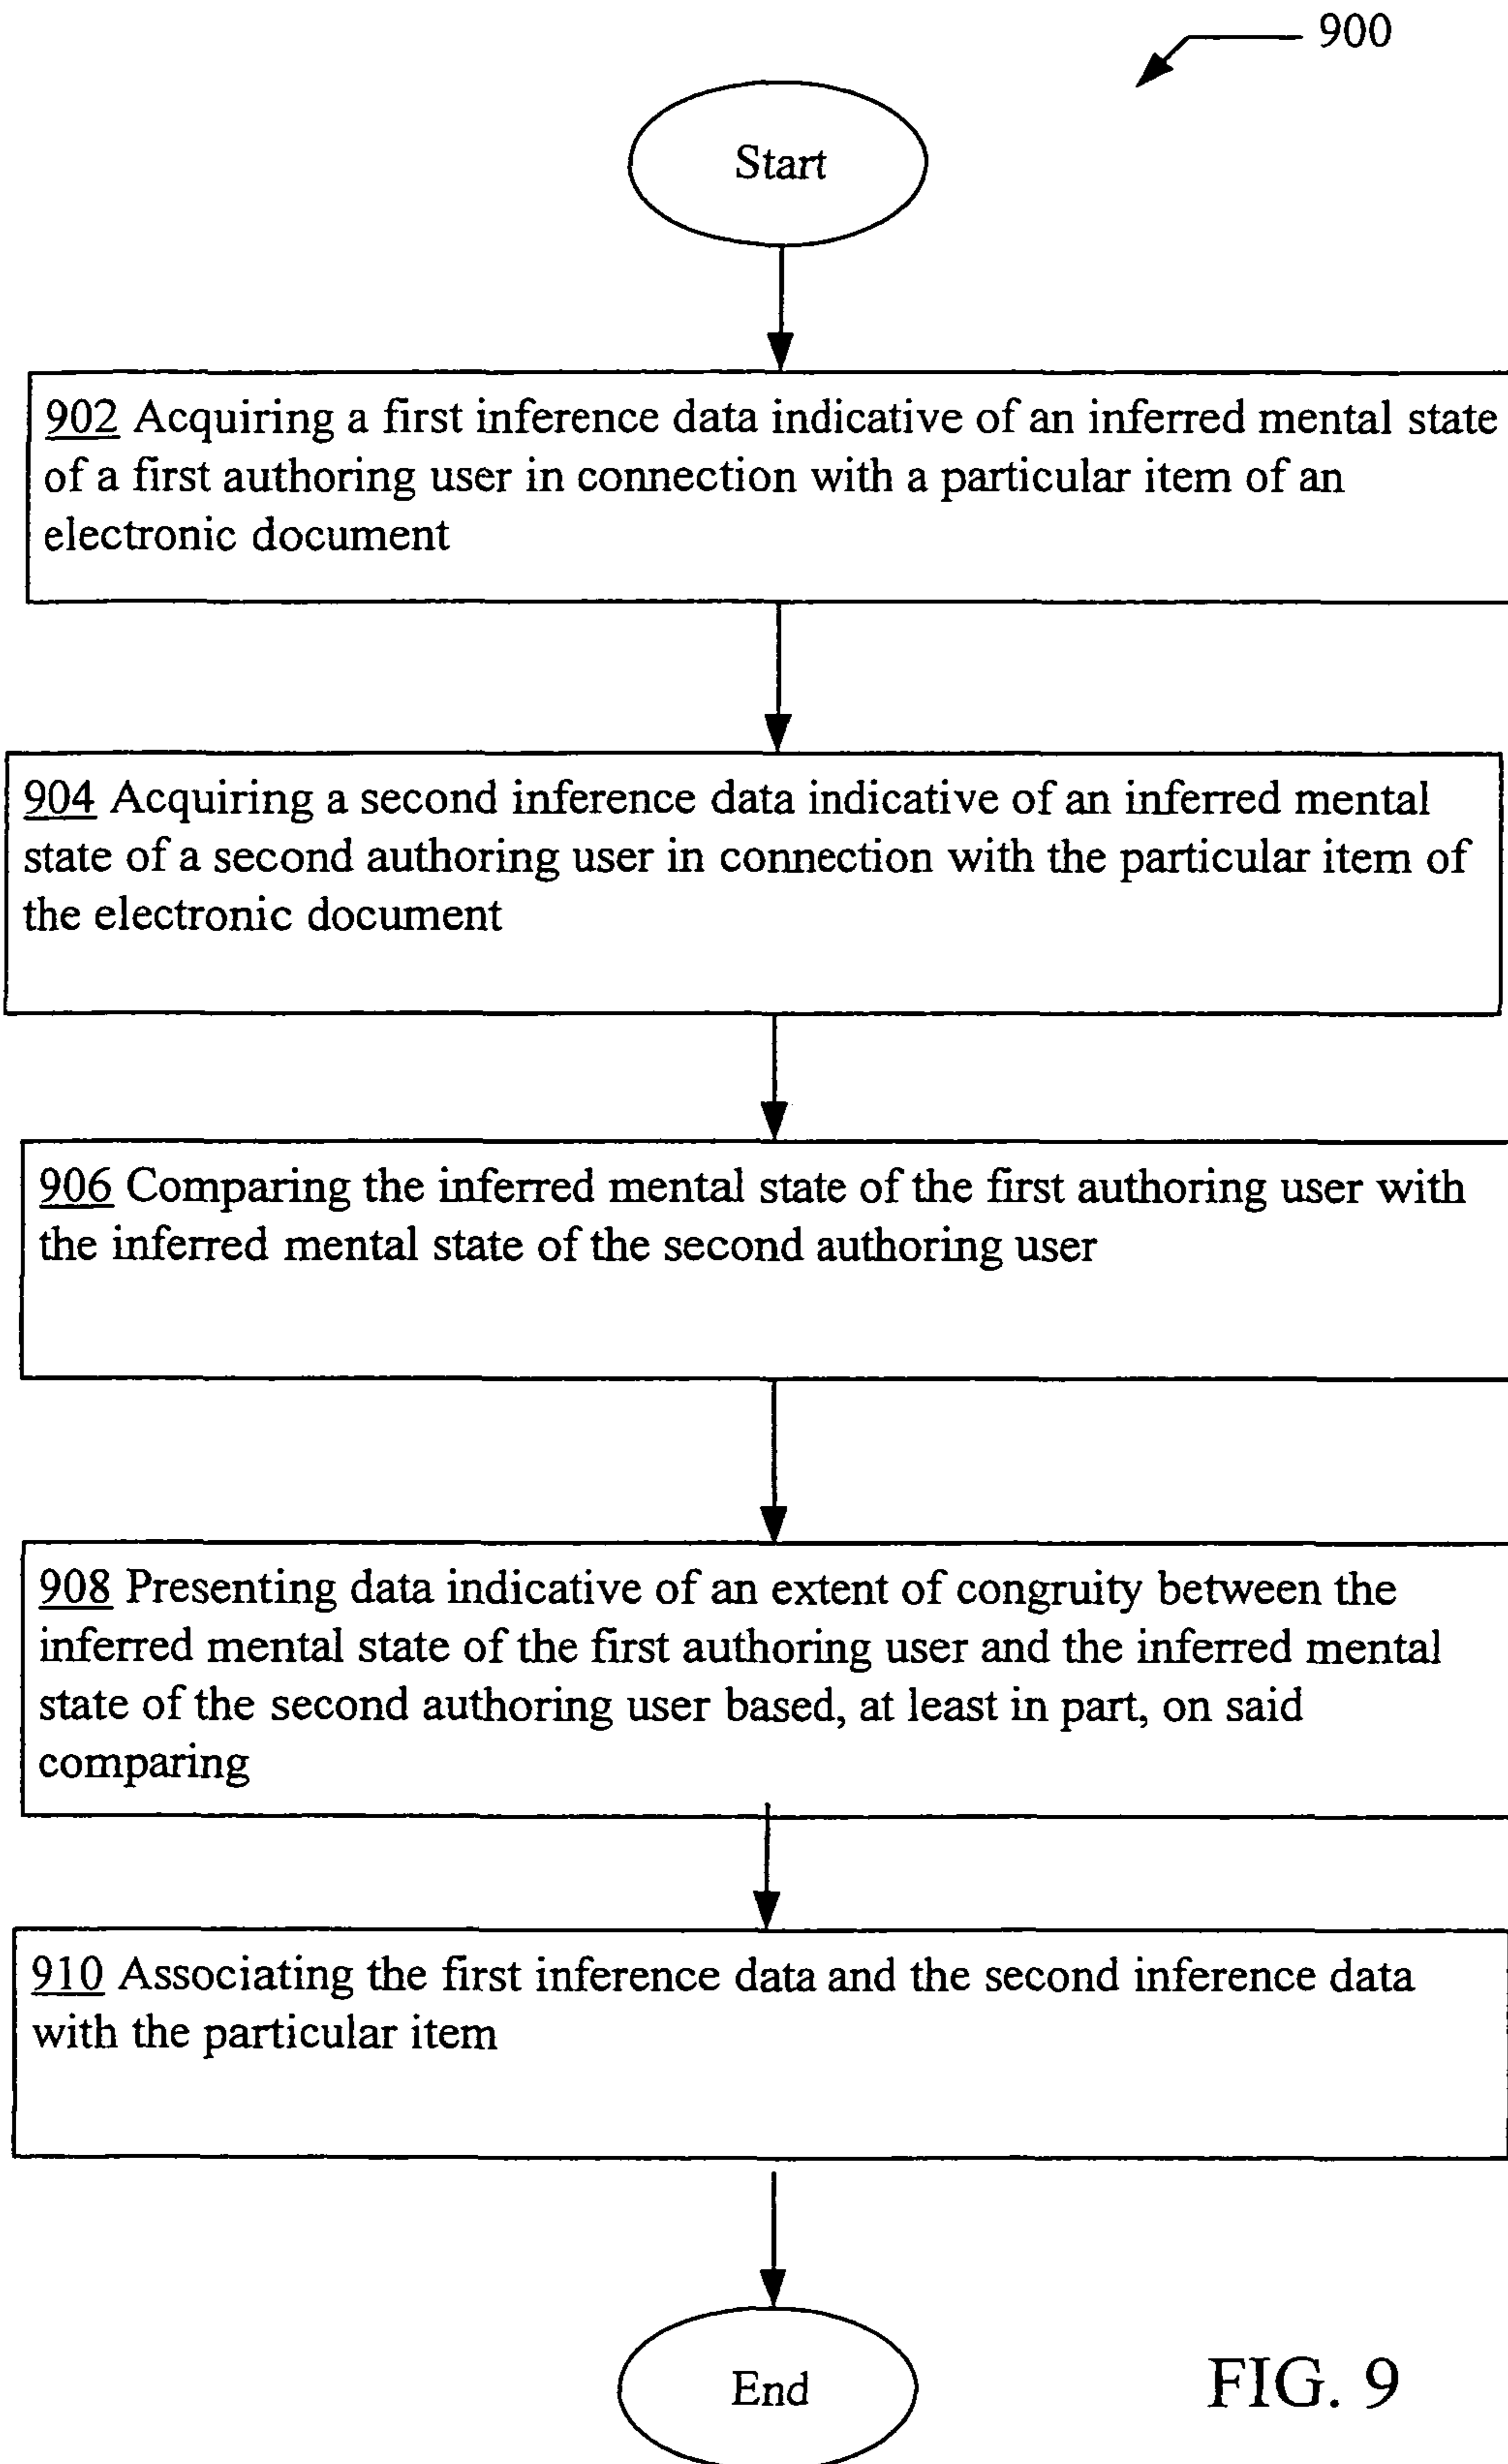 900
Start
902 Acquiring a first inference data indicative of an inferred mental state
of a first authoring user in connection with a particular item of an
electronic document
904 Acquiring a second inference data indicative of an inferred mental
state of a second authoring user in connection with the particular item of
the electronic document
906 Comparing the inferred mental state of the first authoring user with
the inferred mental state of the second authoring user
908 Presenting data indicative of an extent of congruity between the
inferred mental state of the first authoring user and the inferred mental
state of the second authoring user based, at least in part, on said
comparing
910 Associating the first inference data and the second inference data
with the particular item
End
FIG. 9